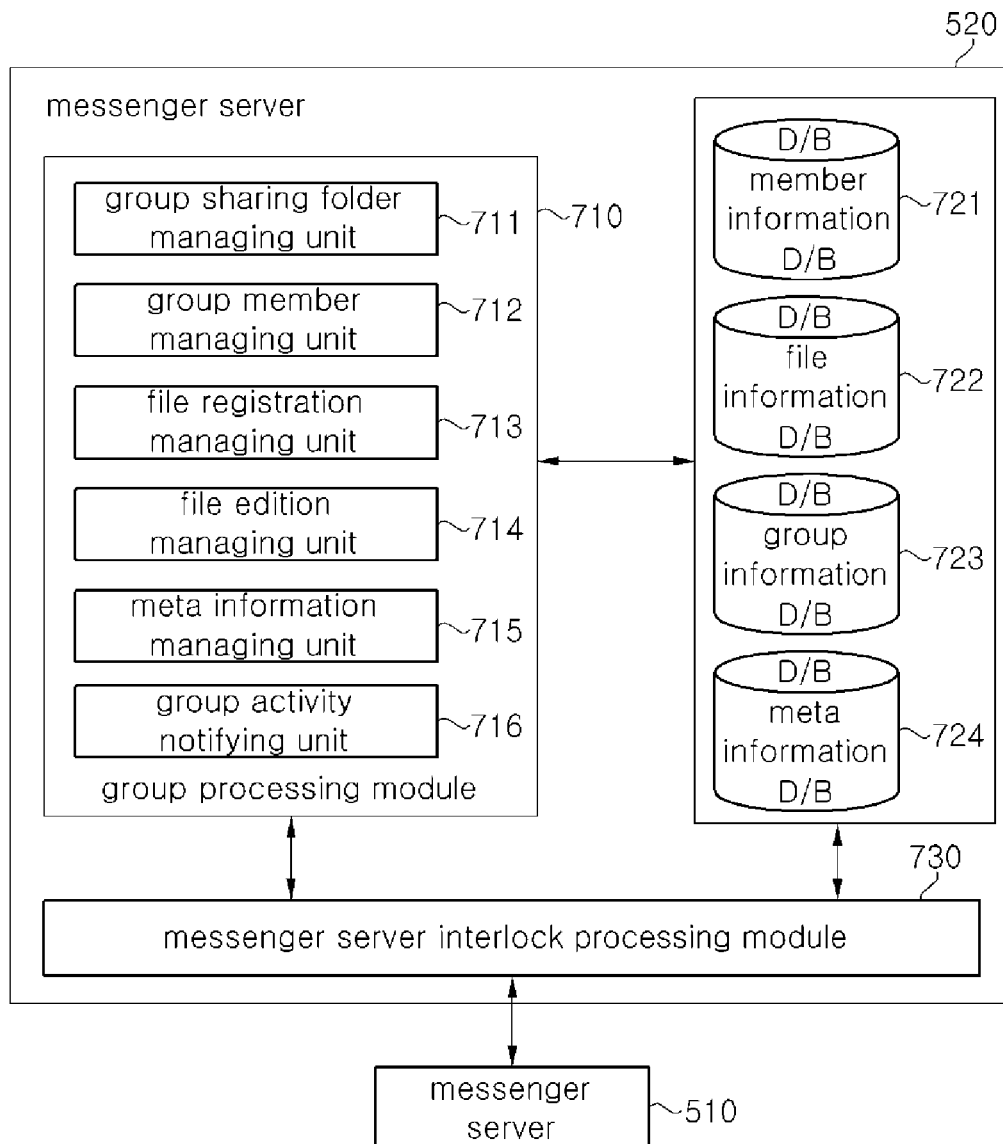 520
messenger server
group sharing folder
managing unit
711
710
group member
managing unit
712
file registration
managing unit
713
file edition
managing unit
714
meta information
managing unit
715
group activity
notifying unit
716
group processing module
D/B
member
information
D/B
721
D/B
file
information
D/B
722
D/B
group
information
D/B
723
D/B
meta
information
D/B
724
730
messenger server interlock processing module
messenger
server
510